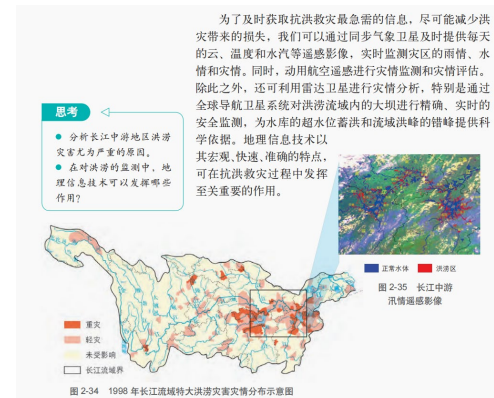 为了及时获取抗洪救灾最急需的信息，尽可能减少洪
灾带来的损失，我们可以通过同步气象卫星及时提供每天
的云、温度和水汽等遥感影像，实时监测灾区的雨情、水
情和灾情。同时，动用航空遥感进行灾情监测和灾情评估。
除此之外，还可利用雷达卫星进行灾情分析，特别是通过
全球导航卫星系统对洪涝流域内的大坝进行精确、实时的
安全监测，为水库的超水位蓄洪和流域洪峰的错峰提供科
学依据。地理信息技术以
其宏观、快速、准确的特点，
可在抗洪救灾过程中发挥
至关重要的作用。
思考
● 分析长江中游地区洪涝
灾害尤为严重的原因。
● 在对洪涝的监测中，地
理信息技术可以发挥哪些
作用？
正常水体 洪涝区
图 2-35 长江中游
汛情遥感影像
重灾
轻灾
未受影响
长江流域界
图 2-34 1998 年长江流域特大洪涝灾害灾情分布示意图